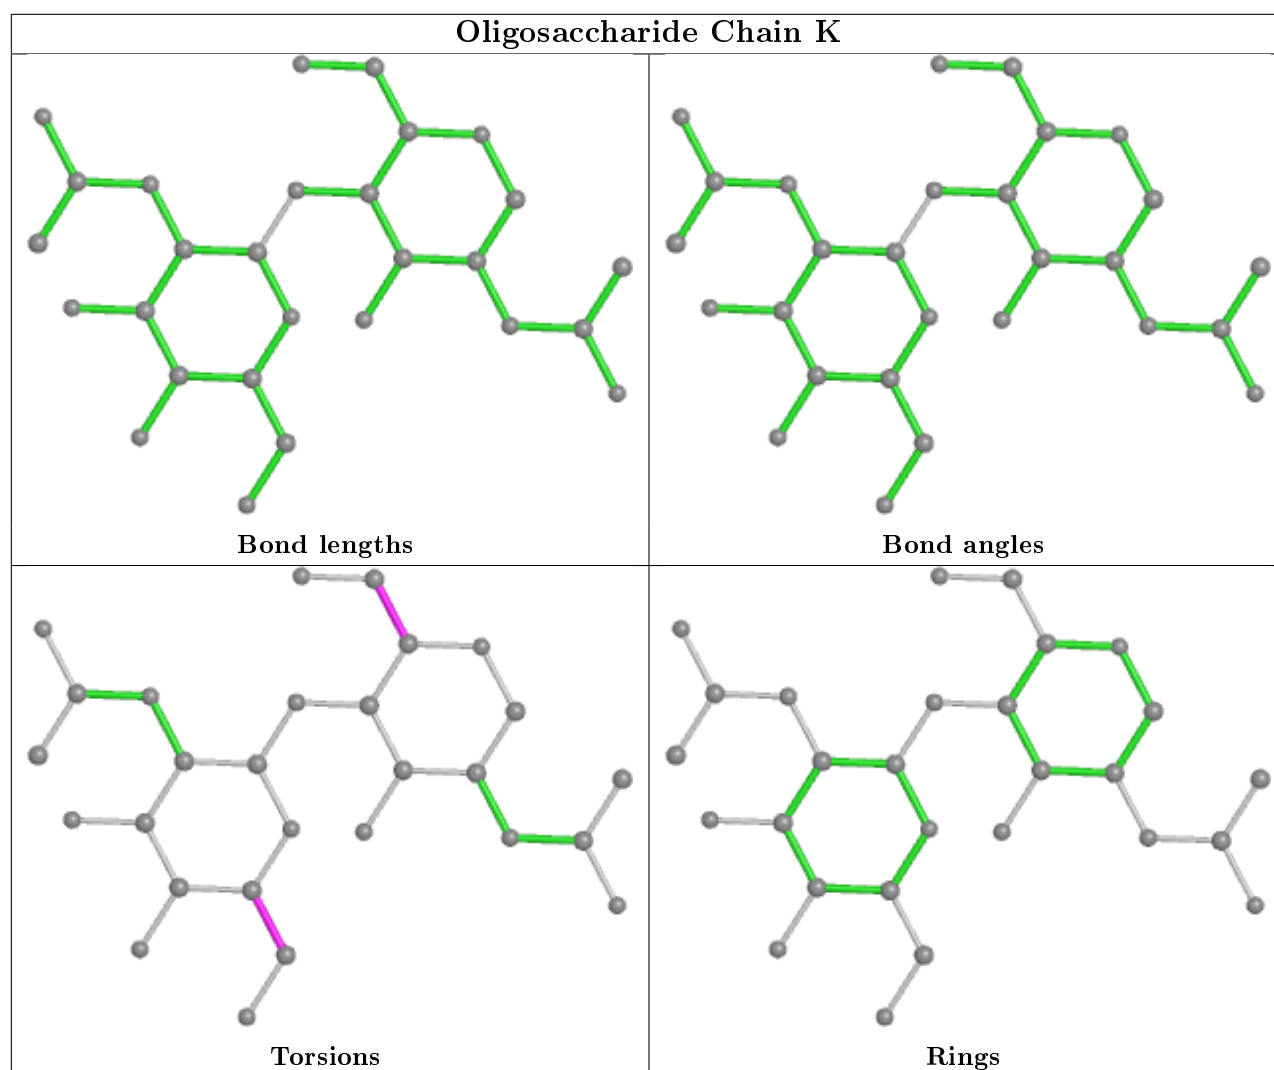 Oligosaccharide Chain K
Bond lengths
Bond angles
Torsions
Rings